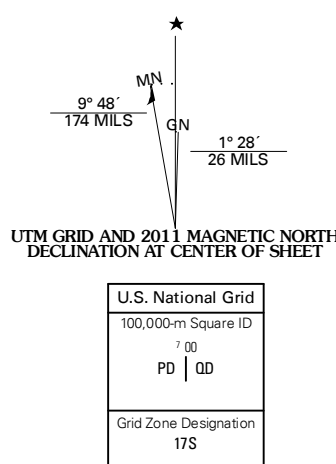 ★
MN
9° 48´
174 MILS
GN
1° 28´
26 MILS
UTM GRID AND 2011 MAGNETIC NORTH
DECLINATION AT CENTER OF SHEET
U.S. National Grid
100,000-m Square ID
7 00
PD QD
Grid Zone Designation
17S